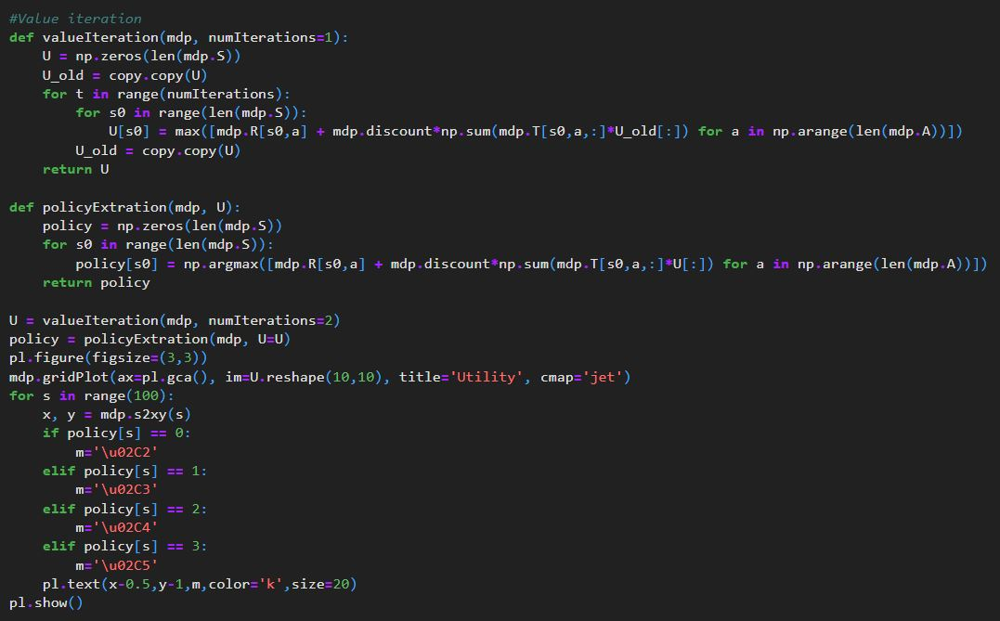 #Value iteration
def valueIteration(mdp, numIterations=1):
    U = np.zeros(len(mdp.S))
    U_old = copy.copy(U)
    for t in range(numIterations):
        for s0 in range(len(mdp.S)):
            U[s0] = max([mdp.R[s0,a] + mdp.discount*np.sum(mdp.T[s0,a,:]*U_old[:]) for a in np.arange(len(mdp.A))])
        U_old = copy.copy(U)
    return U

def policyExtration(mdp, U):
    policy = np.zeros(len(mdp.S))
    for s0 in range(len(mdp.S)):
        policy[s0] = np.argmax([mdp.R[s0,a] + mdp.discount*np.sum(mdp.T[s0,a,:]*U[:]) for a in np.arange(len(mdp.A))])
    return policy

U = valueIteration(mdp, numIterations=2)
policy = policyExtration(mdp, U=U)
pl.figure(figsize=(3,3))
mdp.gridPlot(ax=pl.gca(), im=U.reshape(10,10), title='Utility', cmap='jet')
for s in range(100):
    x, y = mdp.s2xy(s)
    if policy[s] == 0:
        m='\u02C2'
    elif policy[s] == 1:
        m='\u02C3'
    elif policy[s] == 2:
        m='\u02C4'
    elif policy[s] == 3:
        m='\u02C5'
    pl.text(x-0.5,y-1,m,color='k',size=20)
pl.show()